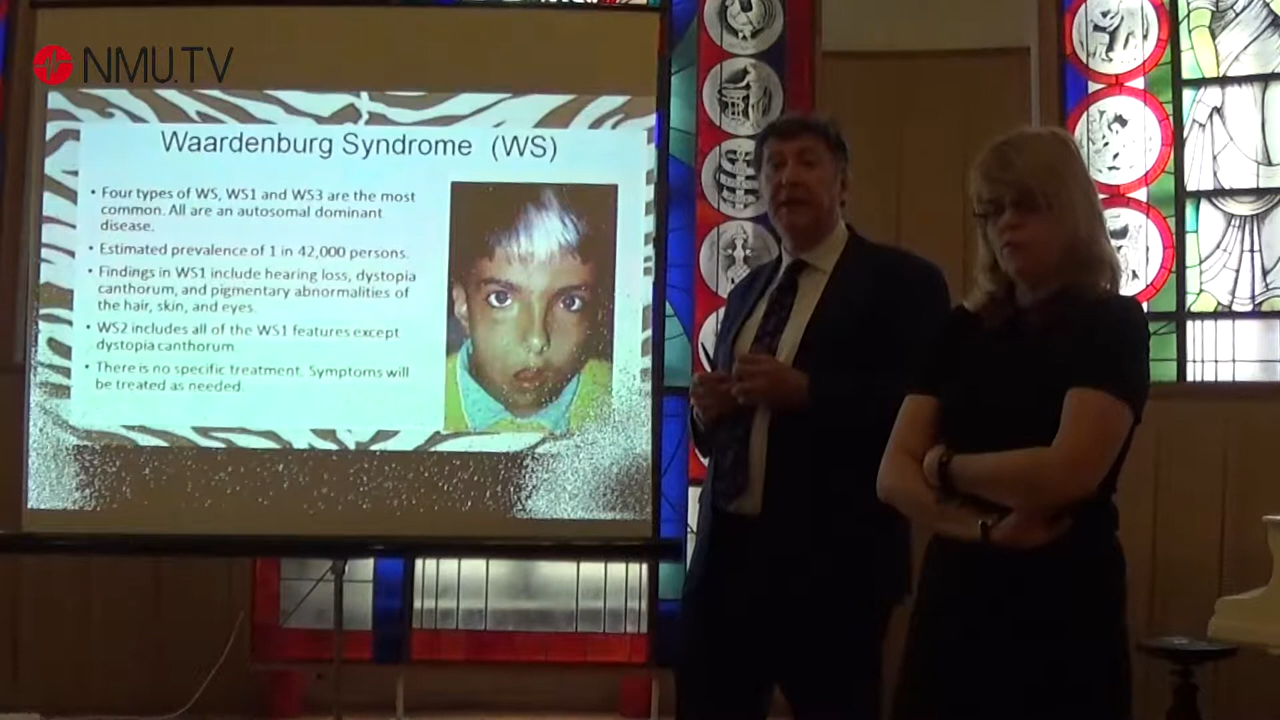 NMU.TV
Waardenburg Syndrome (WS)
• Four types of WS, WS1 and WS3 are the most
common. All are an autosomal dominant
disease.
• Estimated prevalence of 1 in 42,000 persons.
• Findings in WS1 include hearing loss, dystopia
canthorum, and pigmentary abnormalities of
the hair, skin, and eyes.
• WS2 includes all of the WS1 features except
dystopia canthorum
• There is no specific treatment. Symptoms will
be treated as needed.